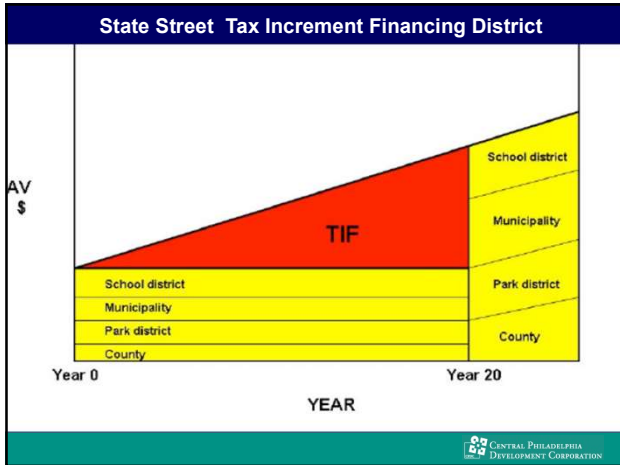 State Street Tax Increment Financing District
AV
$
TIF
School district
Municipality
Park district
County
School district
Municipality
Park district
County
Year 0
Year 20
YEAR
CENTRAL PHILADELPHIA
DEVELOPMENT CORPORATION